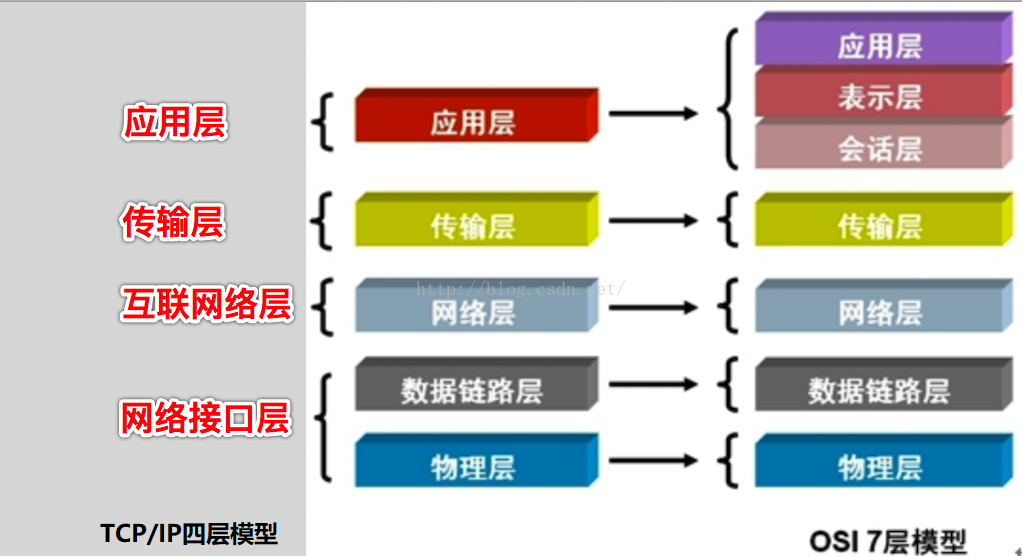 应用层
表示层
会话层
应用层
应用层
传输层
传输层
传输层
http://blog.csdn.net/
互联网络层
网络层
网络层
数据链路层
数据链路层
网络接口层
物理层
物理层
TCP/IP四层模型
OSI 7层模型